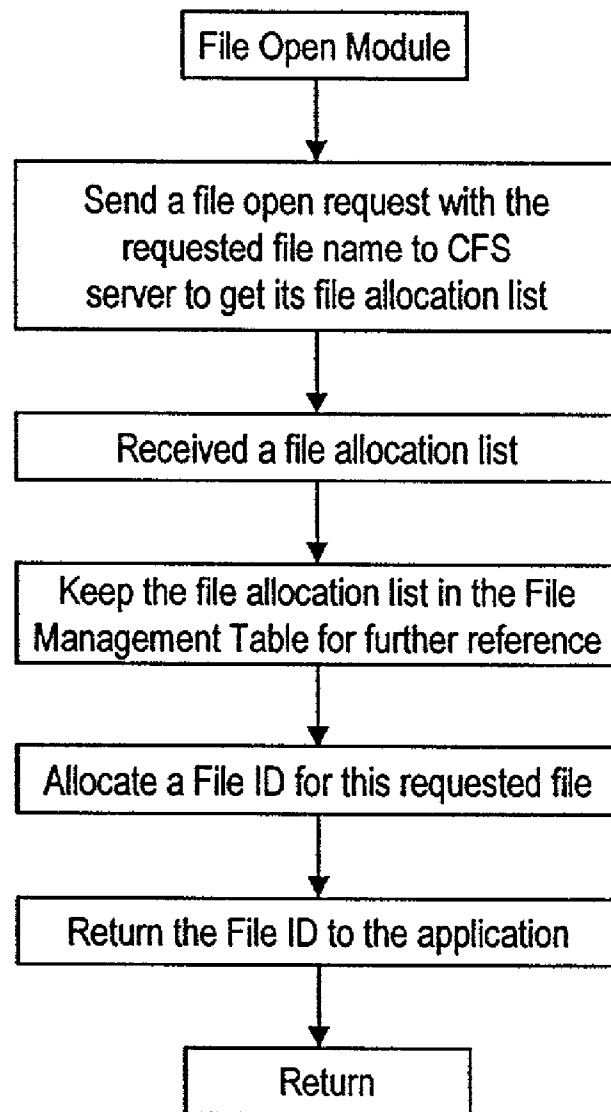 File Open Module
Send a file open request with the
requested file name to CFS
server to get its file allocation list
Received a file allocation list
Keep the file allocation list in the File
Management Table for further reference
Allocate a File ID for this requested file
Return the File ID to the application
Return